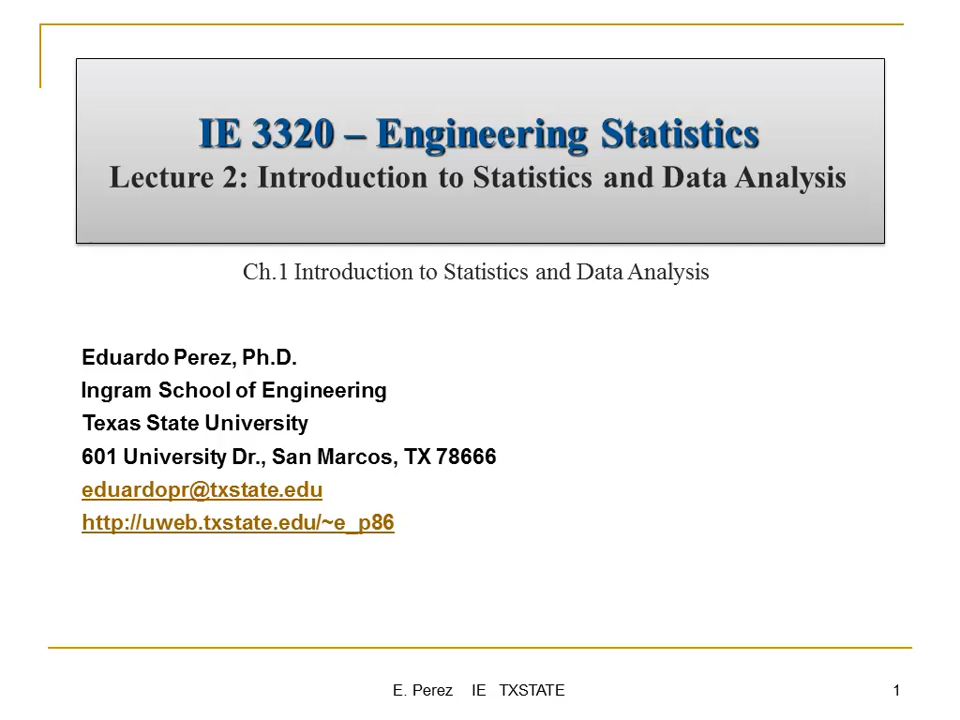 IE 3320 – Engineering Statistics
Lecture 2: Introduction to Statistics and Data Analysis
Ch.1 Introduction to Statistics and Data Analysis
Eduardo Perez, Ph.D.
Ingram School of Engineering
Texas State University
601 University Dr., San Marcos, TX 78666
eduardopr@txstate.edu
http://uweb.txstate.edu/~e_p86
E. Perez IE TXSTATE 1